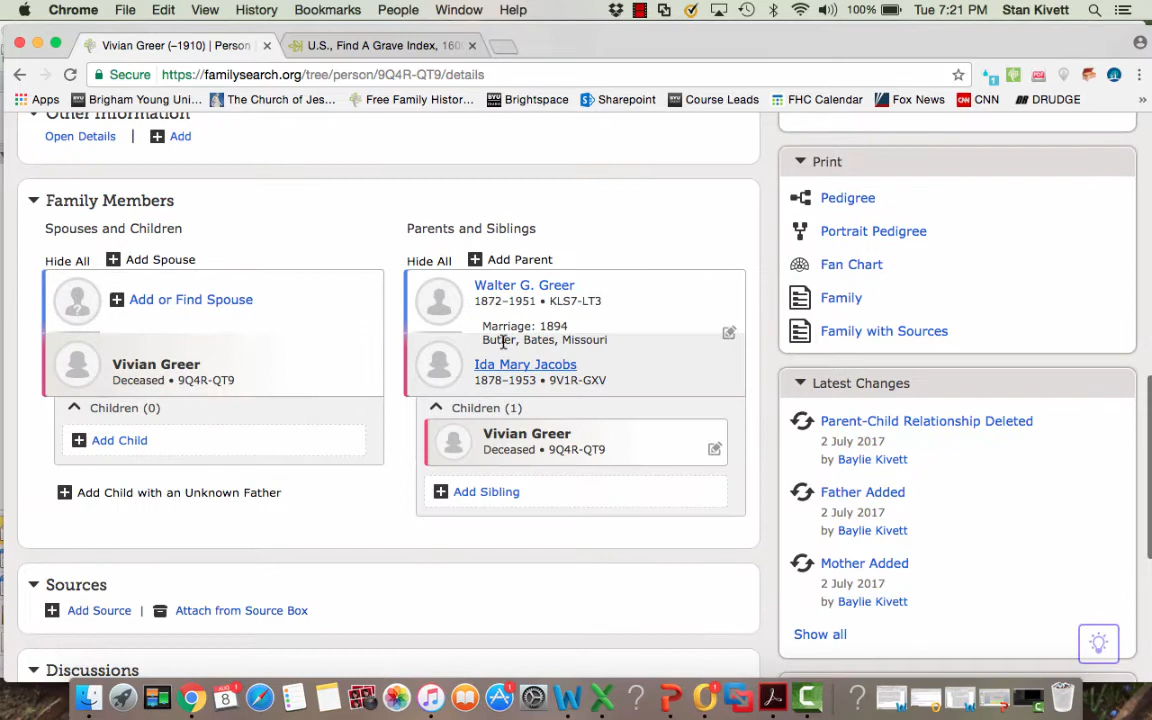 Chrome File Edit View History Bookmarks People Window Help 100% Tue 7:21 PM Stan Kivett
Vivian Greer (–1910) | Person
U.S., Find A Grave Index, 160
Secure https://familysearch.org/tree/person/9Q4R-QT9/details
Apps BYU Brigham Young Uni... The Church of Jes... Free Family Histor... BYU Brightspace Sharepoint BYU Course Leads FHC Calendar Fox News CNN CNN DR DRUDGE »
Other Information
Open Details | Add
Family Members
Spouses and Children
Hide All Add Spouse
Add or Find Spouse
Vivian Greer
Deceased • 9Q4R-QT9
Children (0)
Add Child
Add Child with an Unknown Father
Parents and Siblings
Hide All Add Parent
Walter G. Greer
1872–1951 • KLS7-LT3
Marriage: 1894
Butler, Bates, Missouri
Ida Mary Jacobs
1878–1953 • 9V1R-GXV
Children (1)
Vivian Greer
Deceased • 9Q4R-QT9
Add Sibling
Sources
Add Source | Attach from Source Box
Discussions
Print
Pedigree
Portrait Pedigree
Fan Chart
Family
Family with Sources
Latest Changes
Parent-Child Relationship Deleted
2 July 2017
by Baylie Kivett
Father Added
2 July 2017
by Baylie Kivett
Mother Added
2 July 2017
by Baylie Kivett
Show all